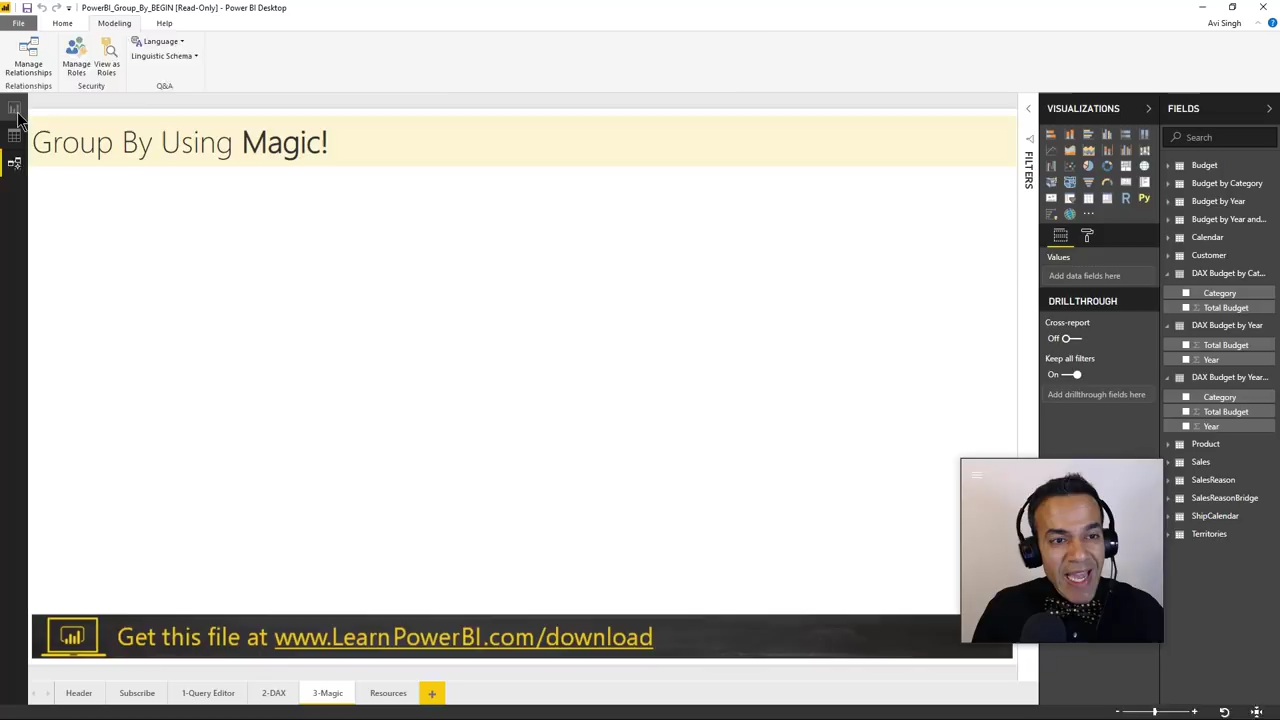 PowerBI_Group_By_BEGIN [Read-Only] - Power BI Desktop
Avi Singh
File
Home
Modeling
Help
Manage Relationships
Manage Roles
View as Roles
Language
Linguistic Schema
Relationships
Security
Q&A
Group By Using Magic!
FILTERS
VISUALIZATIONS
R
Py
Values
Add data fields here
DRILLTHROUGH
Cross-report
Off
Keep all filters
On
Add drillthrough fields here
FIELDS
Search
Budget
Budget by Category
Budget by Year
Budget by Year and...
Calendar
Customer
DAX Budget by Cat...
Category
Σ Total Budget
DAX Budget by Year
Σ Total Budget
Σ Year
DAX Budget by Year...
Category
Σ Total Budget
Σ Year
Product
Sales
SalesReason
SalesReasonBridge
ShipCalendar
Territories
Get this file at www.LearnPowerBI.com/download
Header
Subscribe
1-Query Editor
2-DAX
3-Magic
Resources